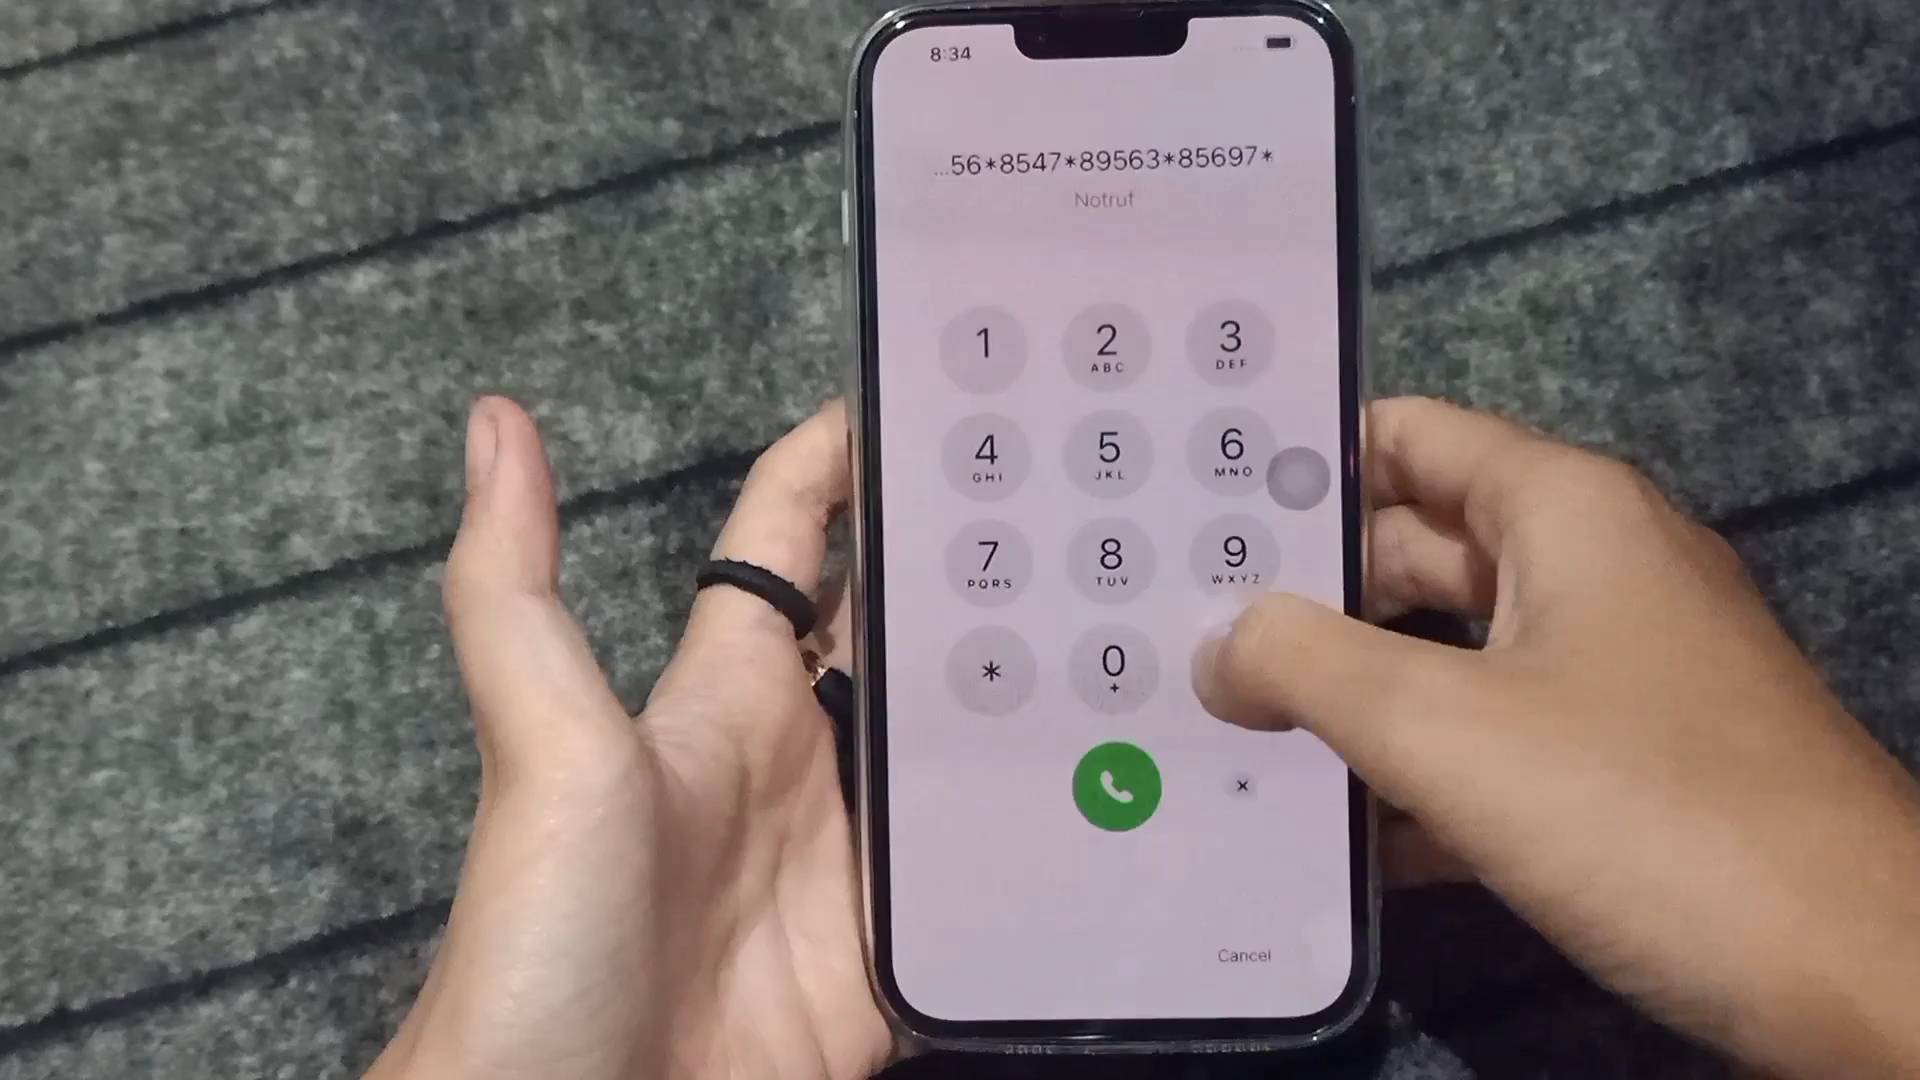 8:34
...56*8547*89563*85697*
Notruf
1
2
ABC
3
DEF
4
GHI
5
JKL
6
MNO
7
PQRS
8
TUV
9
WXYZ
*
0
+
×
Cancel